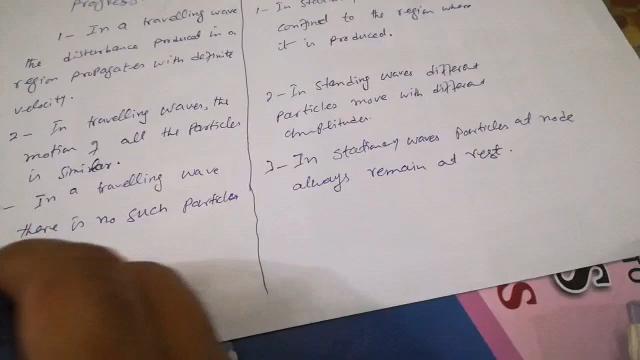 Progress
1- In a travelling wave
the disturbance produced in a
region propagates with definite
velocity.
2- In travelling waves, the
motion of all the particles
is similar.
- In a travelling wave
there is no such particles
1- In
confined to the region where
it is produced.
2- In standing waves different
particles move with different
amplitudes.
3- In stationary waves particles at node
always remain at rest.
S
S